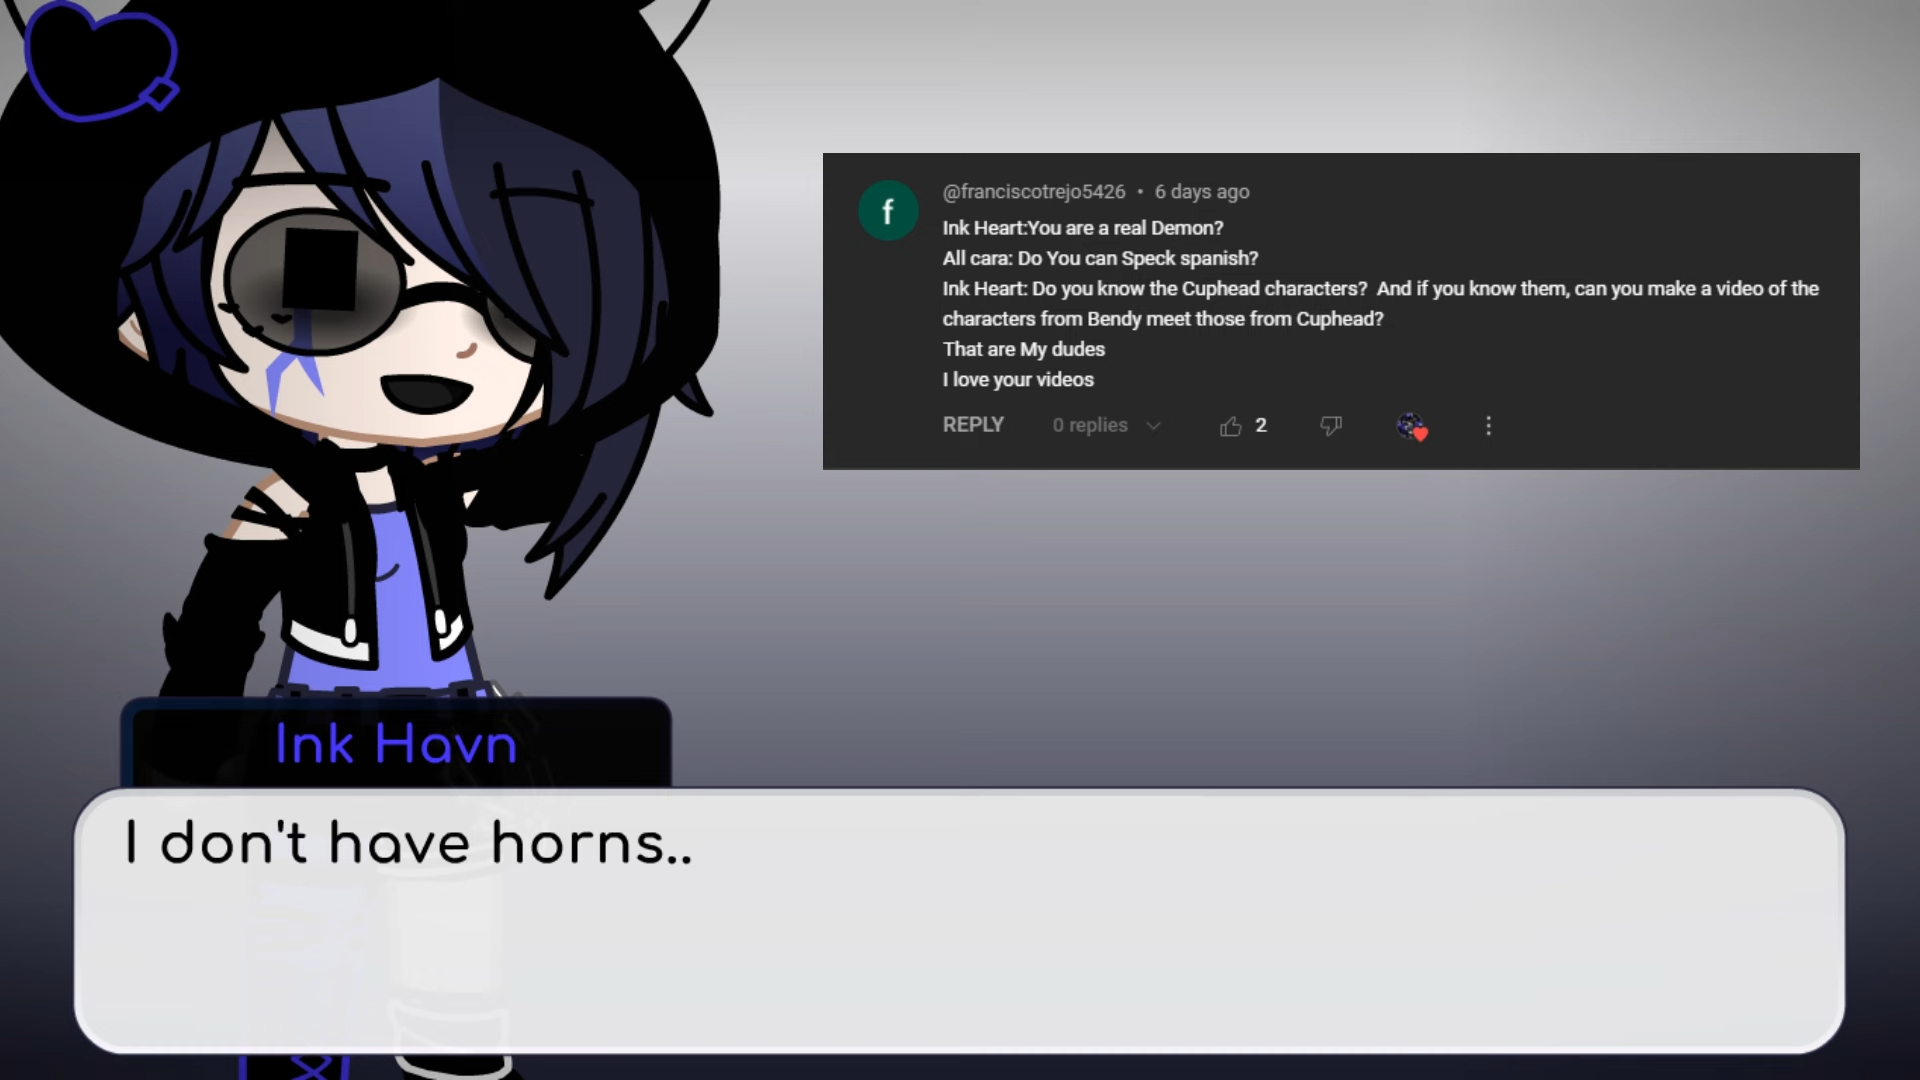 f
@franciscotrejo5426 • 6 days ago
Ink Heart:You are a real Demon?
All cara: Do You can Speck spanish?
Ink Heart: Do you know the Cuphead characters? And if you know them, can you make a video of the
characters from Bendy meet those from Cuphead?
That are My dudes
I love your videos
REPLY 0 replies 2
Ink Havn
I don't have horns..